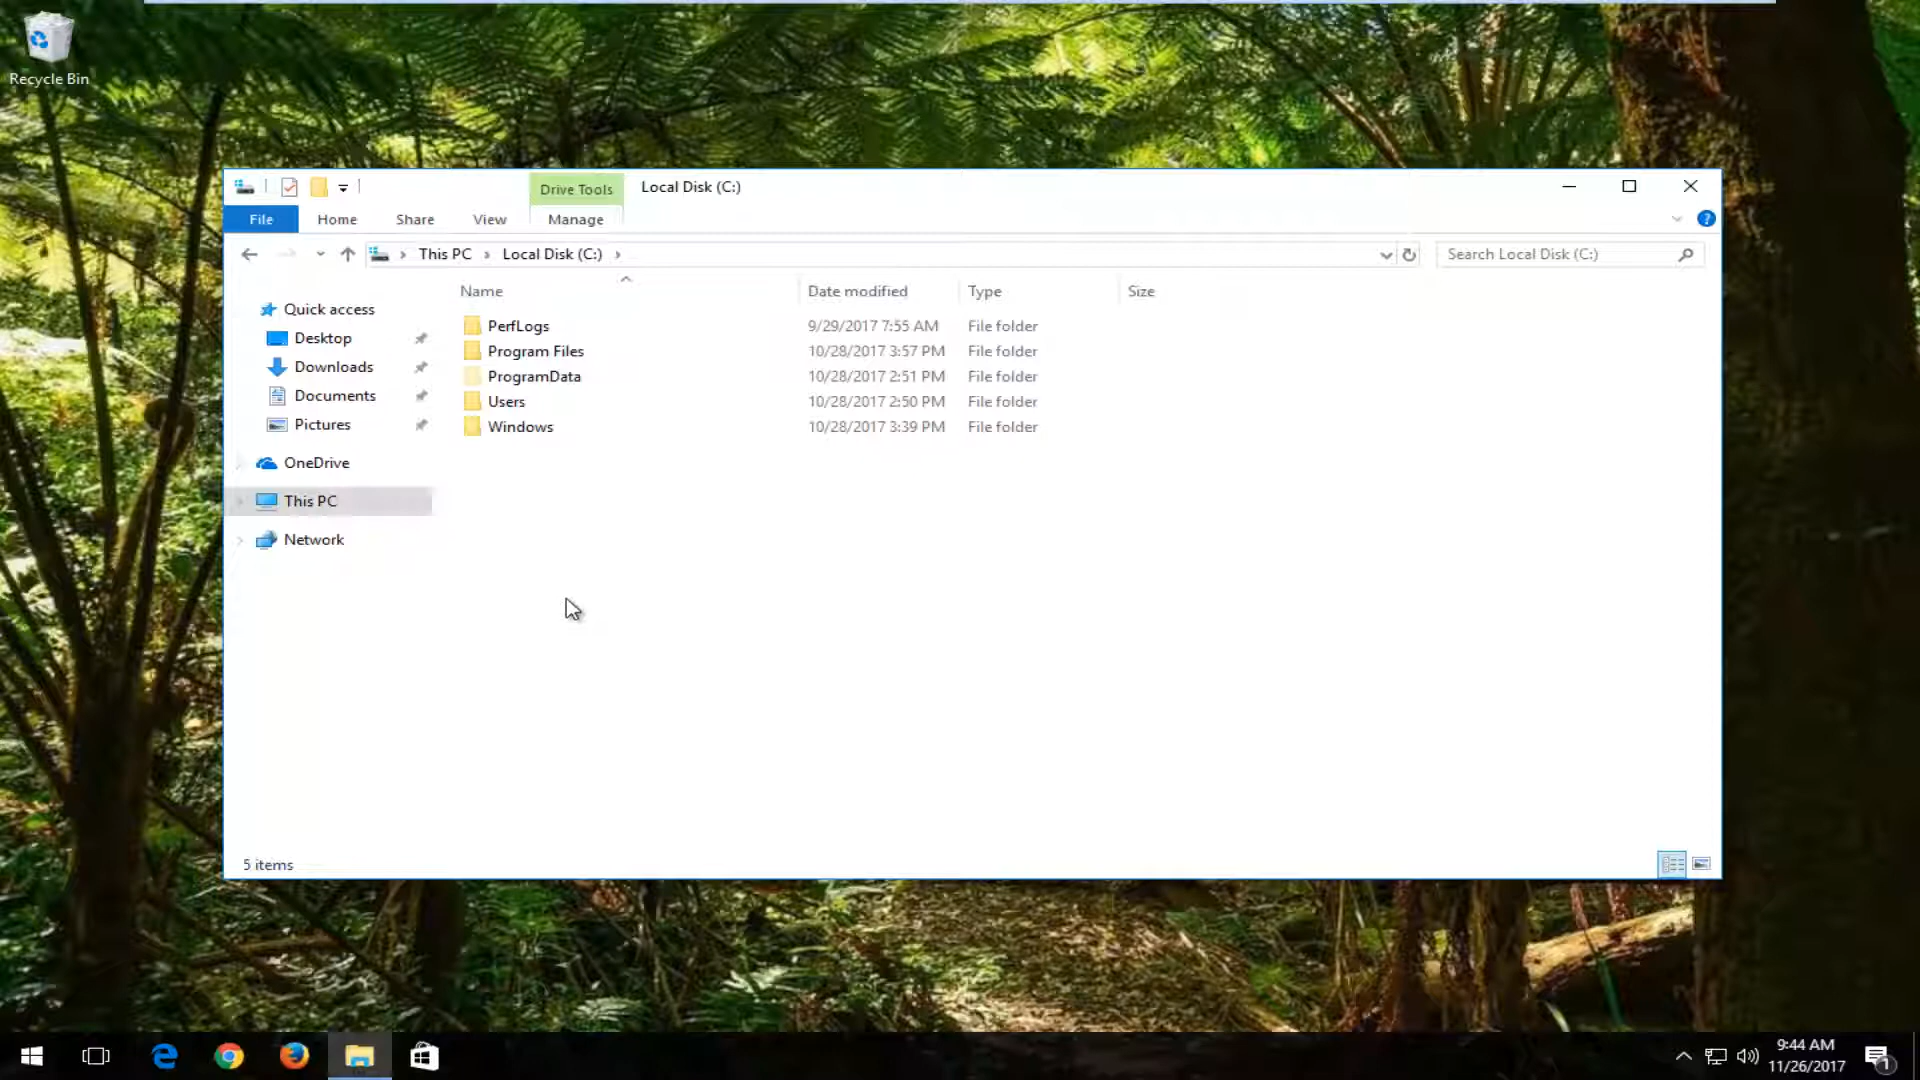 Recycle Bin
Drive Tools
Local Disk (C:)
File
Home
Share
View
Manage
?
This PC
Local Disk (C:)
Search Local Disk (C:)
Name
Date modified
Type
Size
Quick access
Desktop
Downloads
Documents
Pictures
OneDrive
This PC
Network
PerfLogs 9/29/2017 7:55 AM File folder
Program Files 10/28/2017 3:57 PM File folder
ProgramData 10/28/2017 2:51 PM File folder
Users 10/28/2017 2:50 PM File folder
Windows 10/28/2017 3:39 PM File folder
5 items
9:44 AM
11/26/2017
1